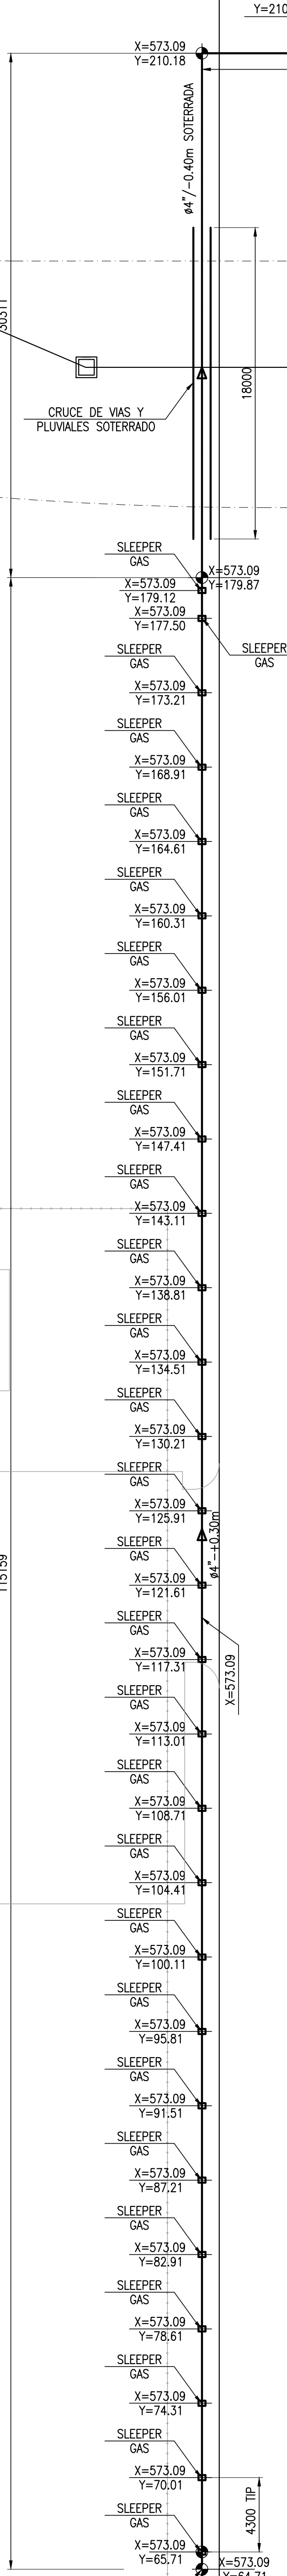 Y=210
X=573.09
Y=210.18
ø4"/-0.40m SOTERRADA
30311
18000
CRUCE DE VIAS Y
PLUVIALES SOTERRADO
SLEEPER
GAS
X=573.09
Y=179.87
X=573.09
Y=179.12
X=573.09
Y=177.50
SLEEPER
GAS
SLEEPER
GAS
X=573.09
Y=173.21
SLEEPER
GAS
X=573.09
Y=168.91
SLEEPER
GAS
X=573.09
Y=164.61
SLEEPER
GAS
X=573.09
Y=160.31
SLEEPER
GAS
X=573.09
Y=156.01
SLEEPER
GAS
X=573.09
Y=151.71
SLEEPER
GAS
X=573.09
Y=147.41
SLEEPER
GAS
X=573.09
Y=143.11
SLEEPER
GAS
X=573.09
Y=138.81
SLEEPER
GAS
X=573.09
Y=134.51
SLEEPER
GAS
X=573.09
Y=130.21
SLEEPER
GAS
X=573.09
Y=125.91
ø4"-+0.30m
SLEEPER
GAS
X=573.09
Y=121.61
115159
SLEEPER
GAS
X=573.09
Y=117.31
X=573.09
SLEEPER
GAS
X=573.09
Y=113.01
SLEEPER
GAS
X=573.09
Y=108.71
SLEEPER
GAS
X=573.09
Y=104.41
SLEEPER
GAS
X=573.09
Y=100.11
SLEEPER
GAS
X=573.09
Y=95.81
SLEEPER
GAS
X=573.09
Y=91.51
SLEEPER
GAS
X=573.09
Y=87.21
SLEEPER
GAS
X=573.09
Y=82.91
SLEEPER
GAS
X=573.09
Y=78.61
SLEEPER
GAS
X=573.09
Y=74.31
SLEEPER
GAS
X=573.09
Y=70.01
4300 TIP
SLEEPER
GAS
X=573.09
Y=65.71
X=573.09
Y=64.71